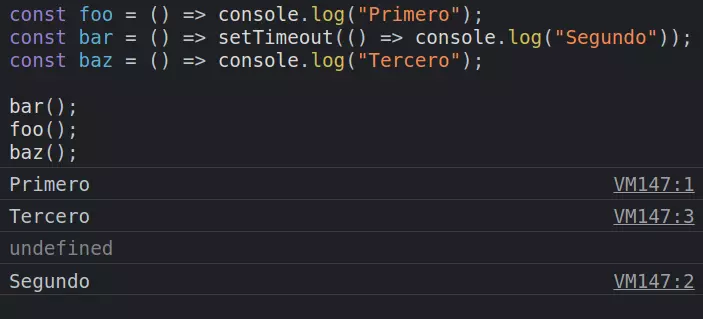 const foo = () => console.log("Primero");
const bar = () => setTimeout(() => console.log("Segundo"));
const baz = () => console.log("Tercero");
bar();
foo();
baz();
Primero VM147:1
Tercero VM147:3
undefined
Segundo VM147:2